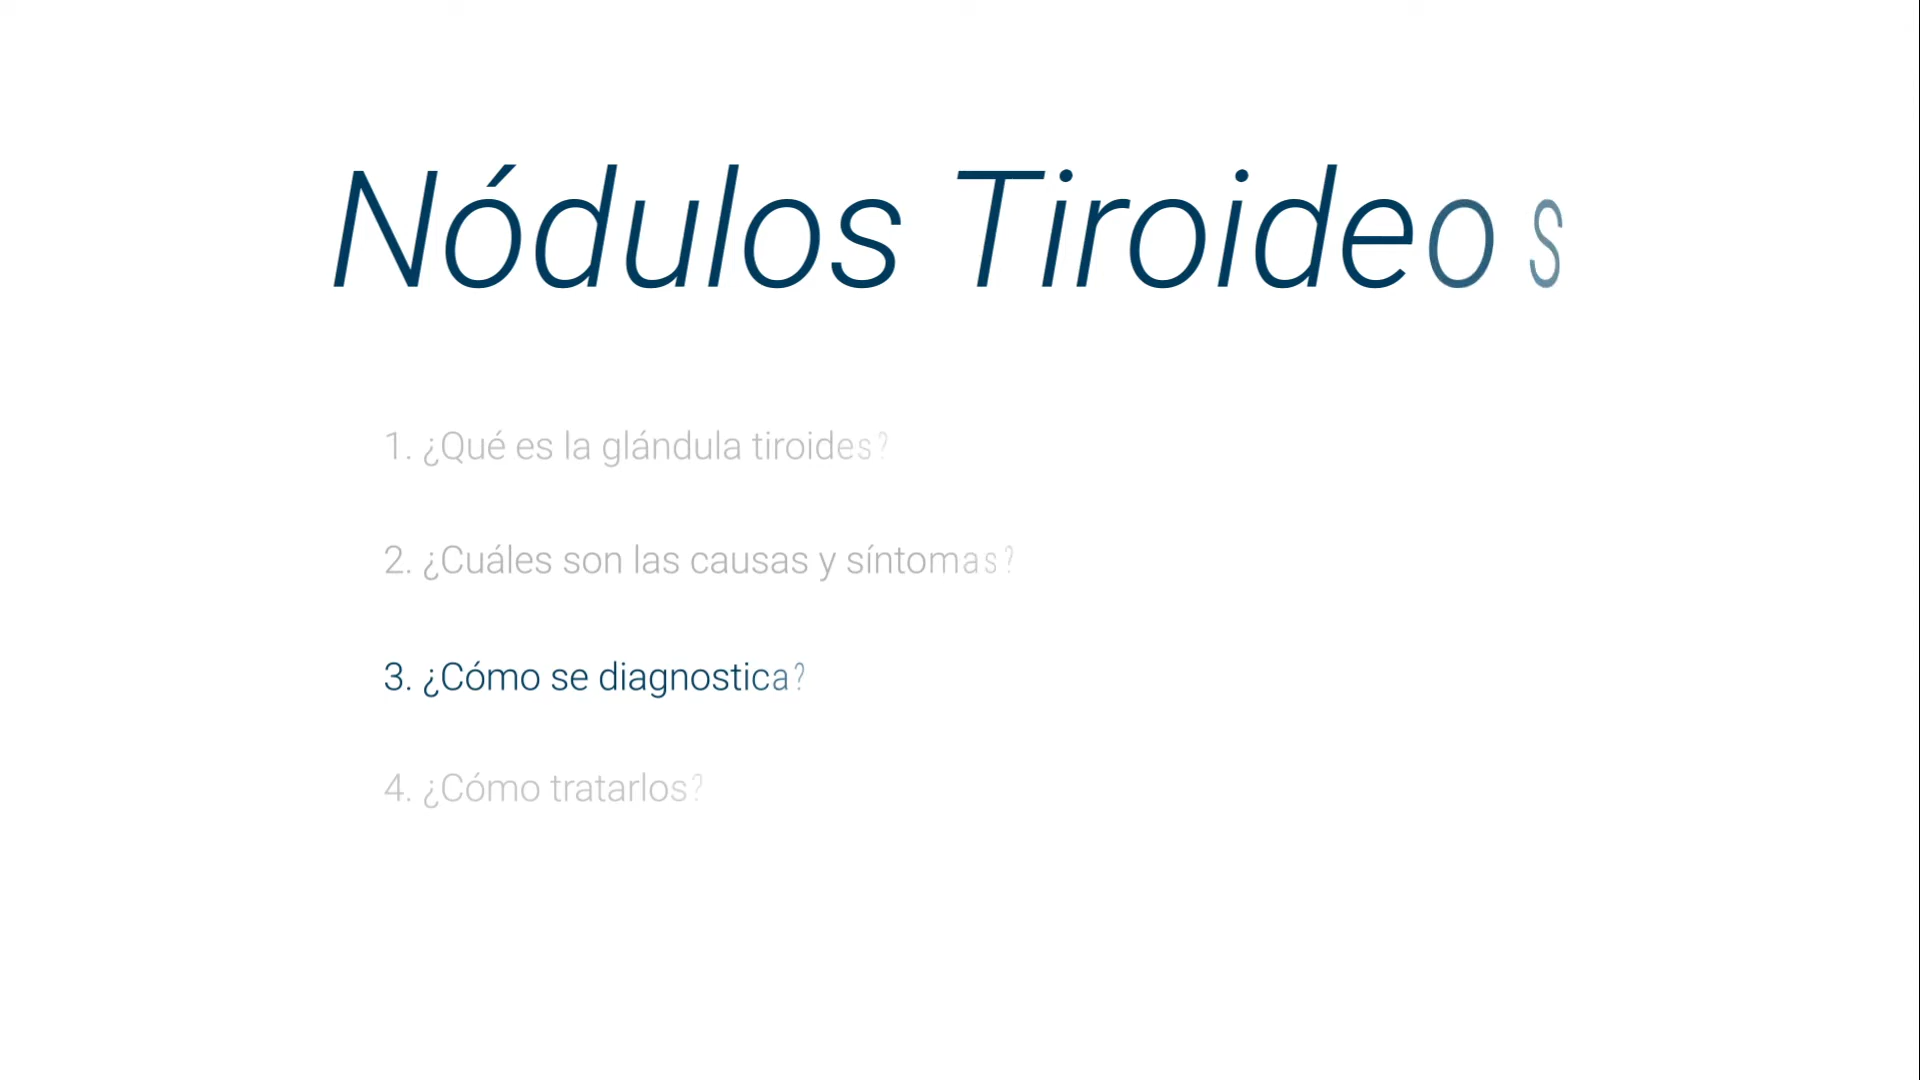 Nódulos Tiroideos
1. ¿Qué es la glándula tiroides?
2. ¿Cuáles son las causas y síntomas?
3. ¿Cómo se diagnostica?
4. ¿Cómo tratarlos?